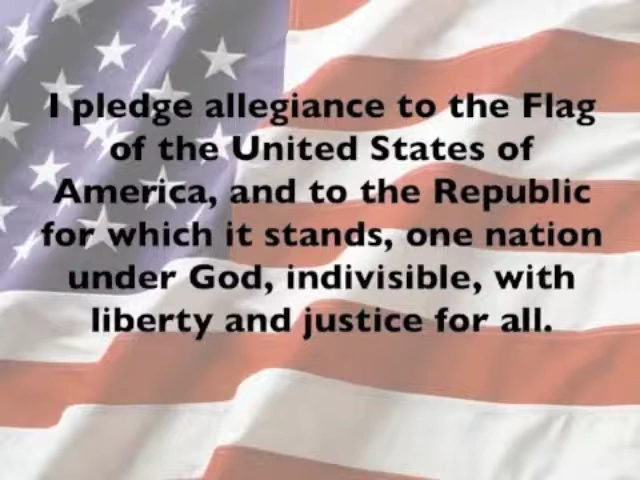 I pledge allegiance to the Flag
of the United States of
America, and to the Republic
for which it stands, one nation
under God, indivisible, with
liberty and justice for all.